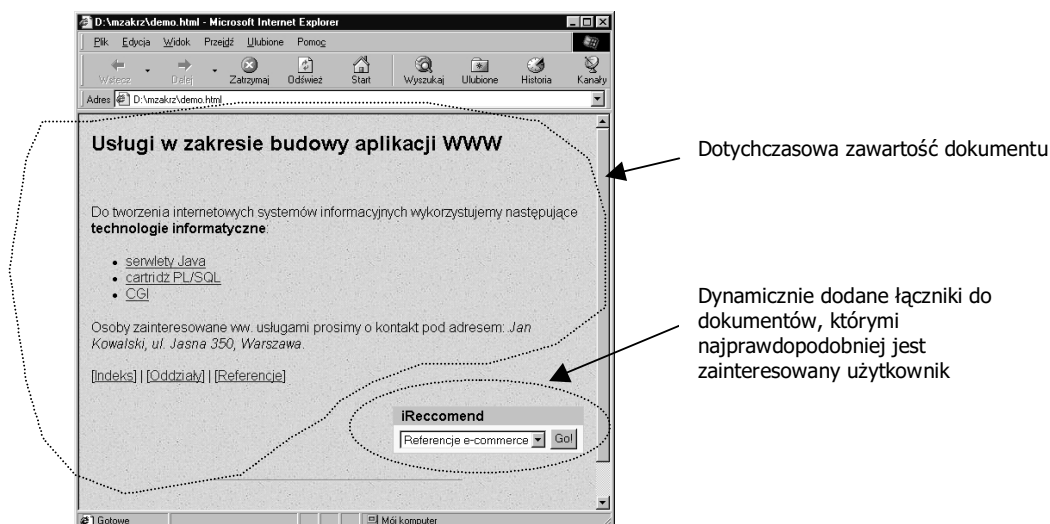 D:\mzakrz\demo.html - Microsoft Internet Explorer
Plik Edycja Widok Przejdź Ulubione Pomoc
Wstecz Dalej Zatrzymaj Odśwież Start Wyszukaj Ulubione Historia Kanały
Adres D:\mzakrz\demo.html
Usługi w zakresie budowy aplikacji WWW
Dotychczasowa zawartość dokumentu
Do tworzenia internetowych systemów informacyjnych wykorzystujemy następujące
technologie informatyczne:
• serwlety Java
• cartridż PL/SQL
• CGI
Dynamicznie dodane łączniki do
dokumentów, którymi
najprawdopodobniej jest
zainteresowany użytkownik
Osoby zainteresowane ww. usługami prosimy o kontakt pod adresem: Jan
Kowalski, ul. Jasna 350, Warszawa.
[Indeks] | [Oddziały] | [Referencje]
iReccomend
Referencje e-commerce Go!
Gotowe Mój komputer